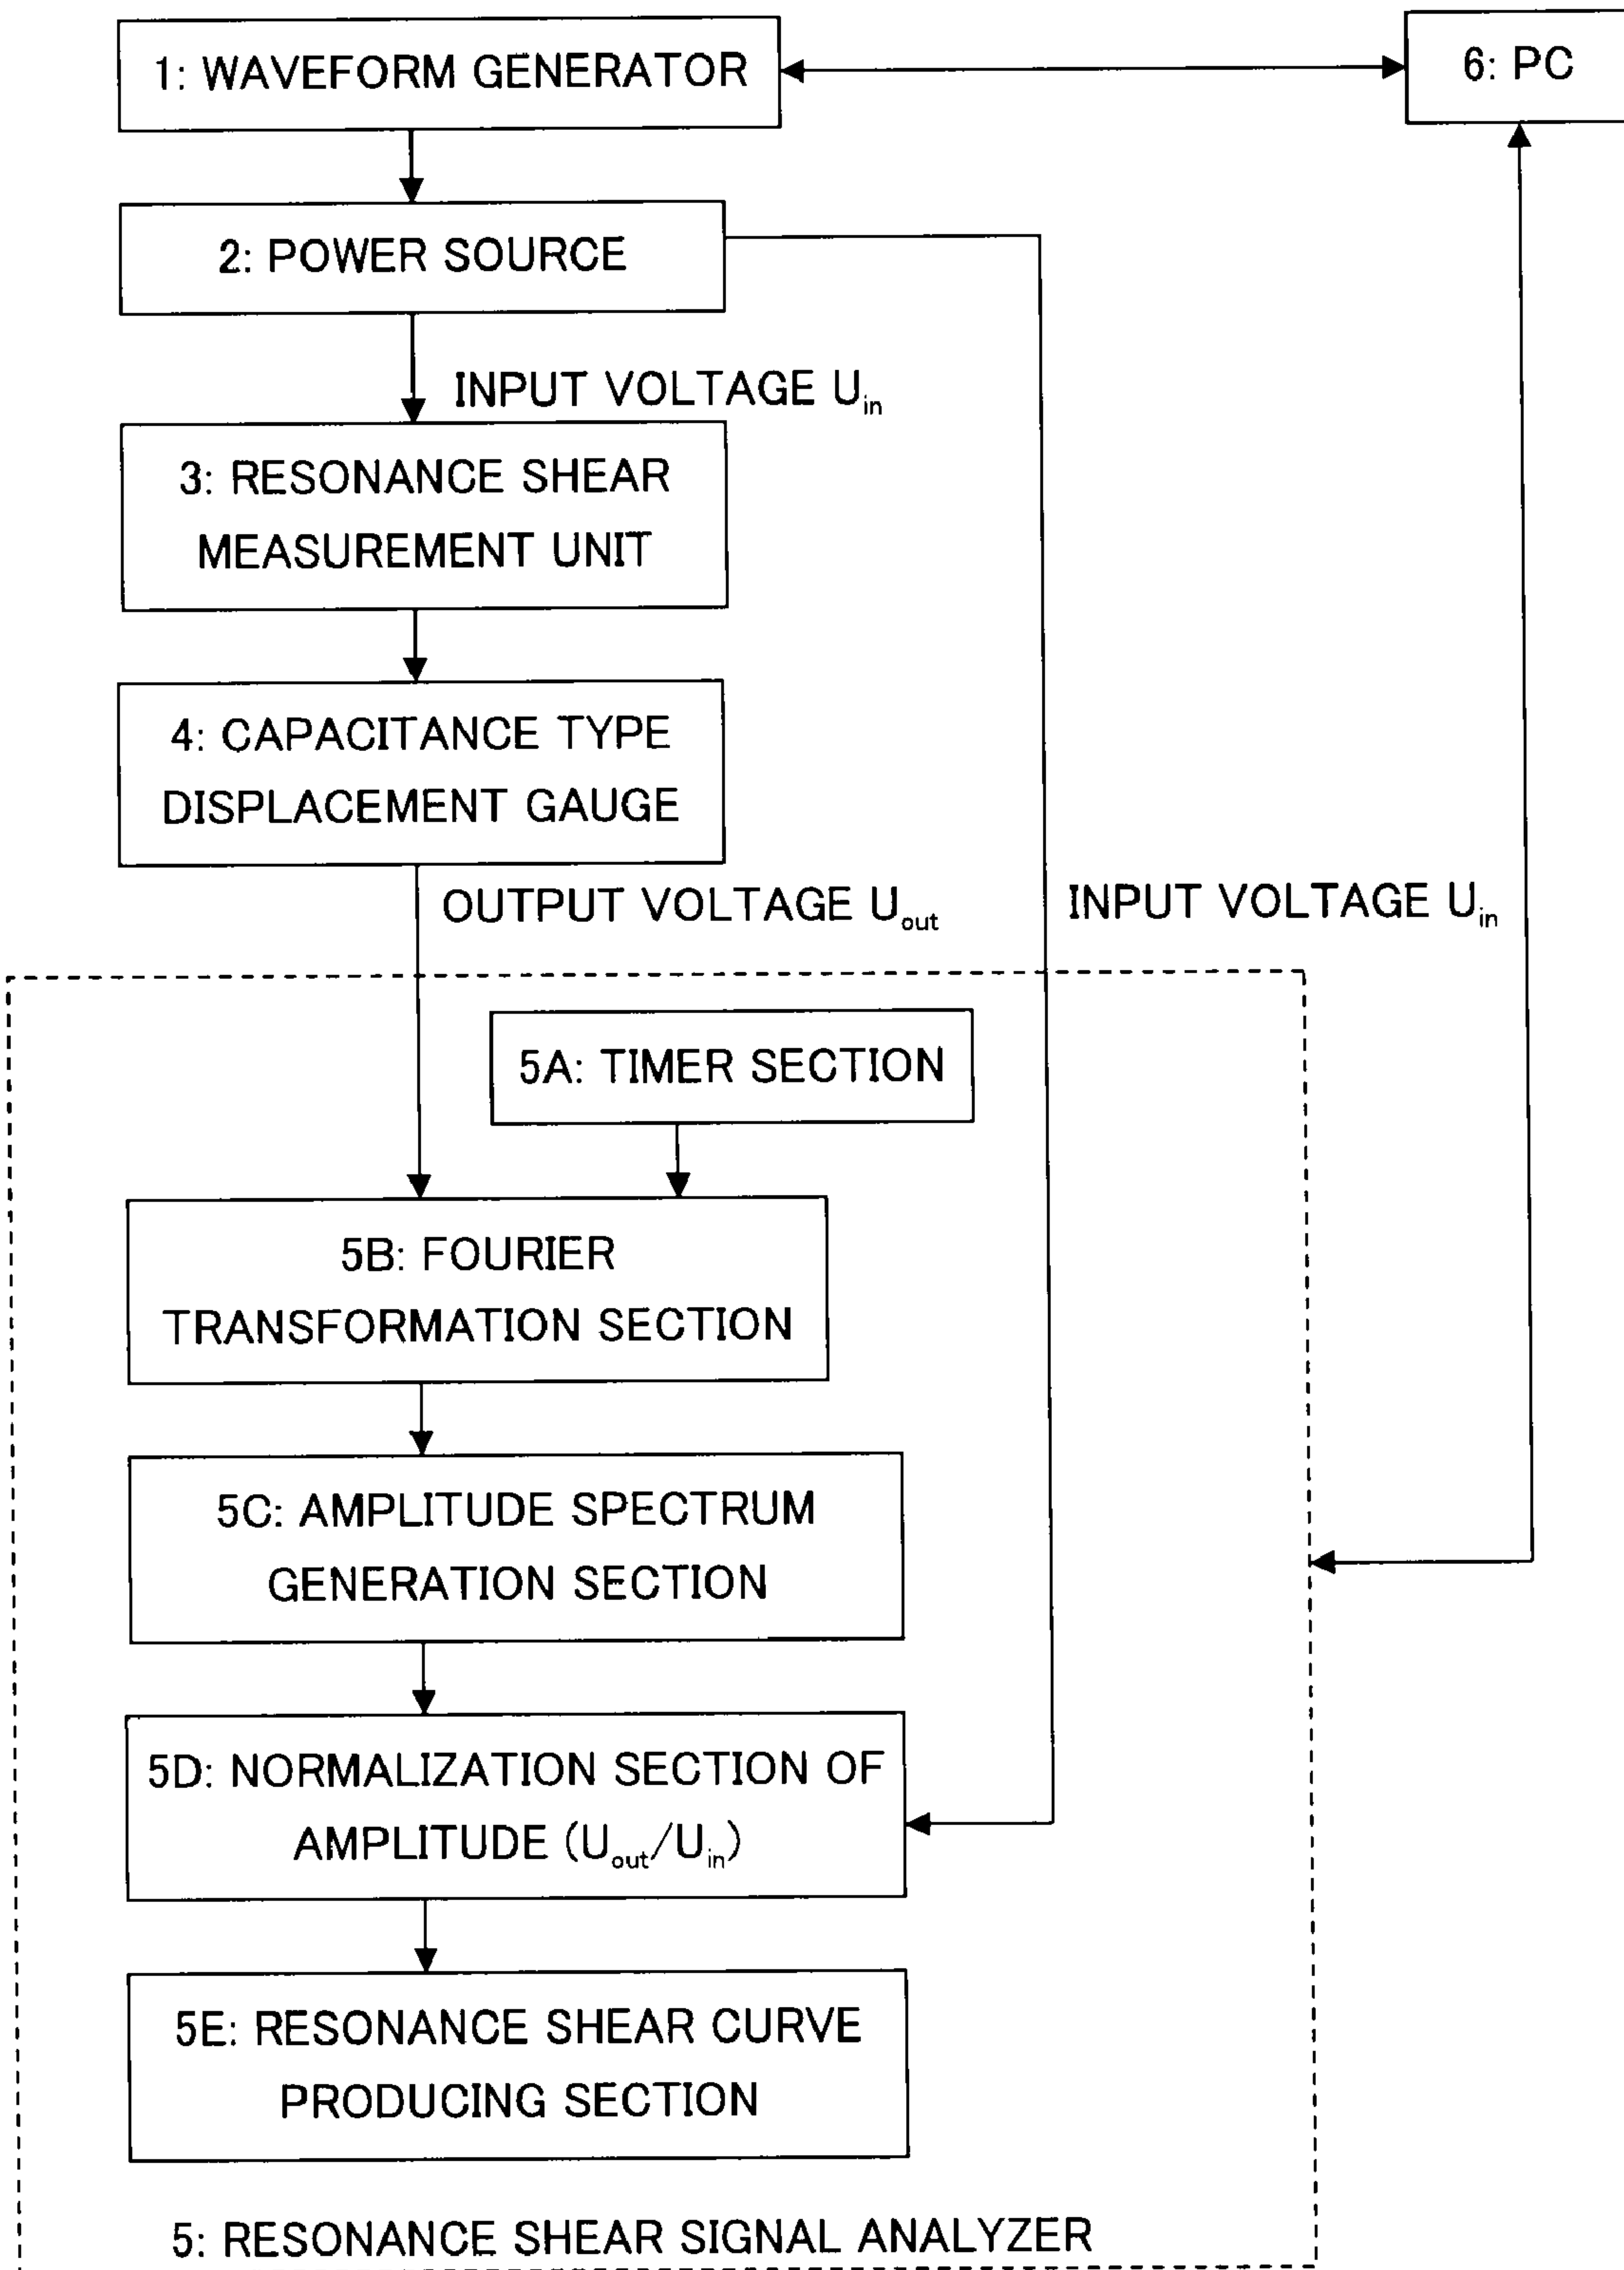 1: WAVEFORM GENERATOR
6: PC
2: POWER SOURCE
INPUT VOLTAGE Uin
3: RESONANCE SHEAR
MEASUREMENT UNIT
4: CAPACITANCE TYPE
DISPLACEMENT GAUGE
OUTPUT VOLTAGE Uout
INPUT VOLTAGE Uin
5A: TIMER SECTION
5B: FOURIER
TRANSFORMATION SECTION
5C: AMPLITUDE SPECTRUM
GENERATION SECTION
5D: NORMALIZATION SECTION OF
AMPLITUDE (Uout/Uin)
5E: RESONANCE SHEAR CURVE
PRODUCING SECTION
5: RESONANCE SHEAR SIGNAL ANALYZER